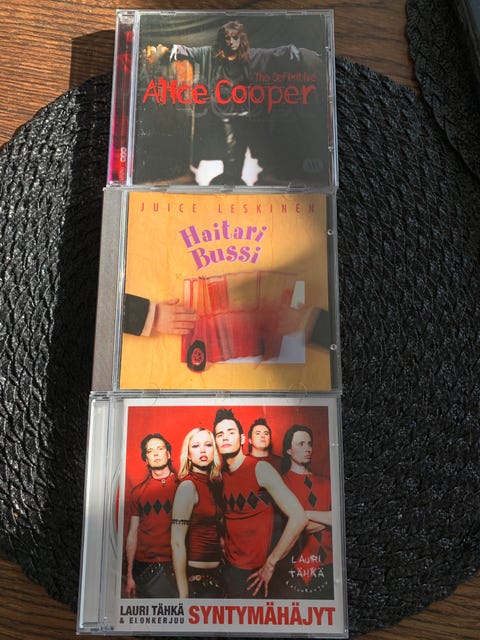 The Definitive
Alice Cooper
JUICE LESKINEN
Haitari
Bussi
LAURI
TÄHKÄ
LAURI TÄHKÄ
& ELONKERJUU
SYNTYMÄHÄJYT